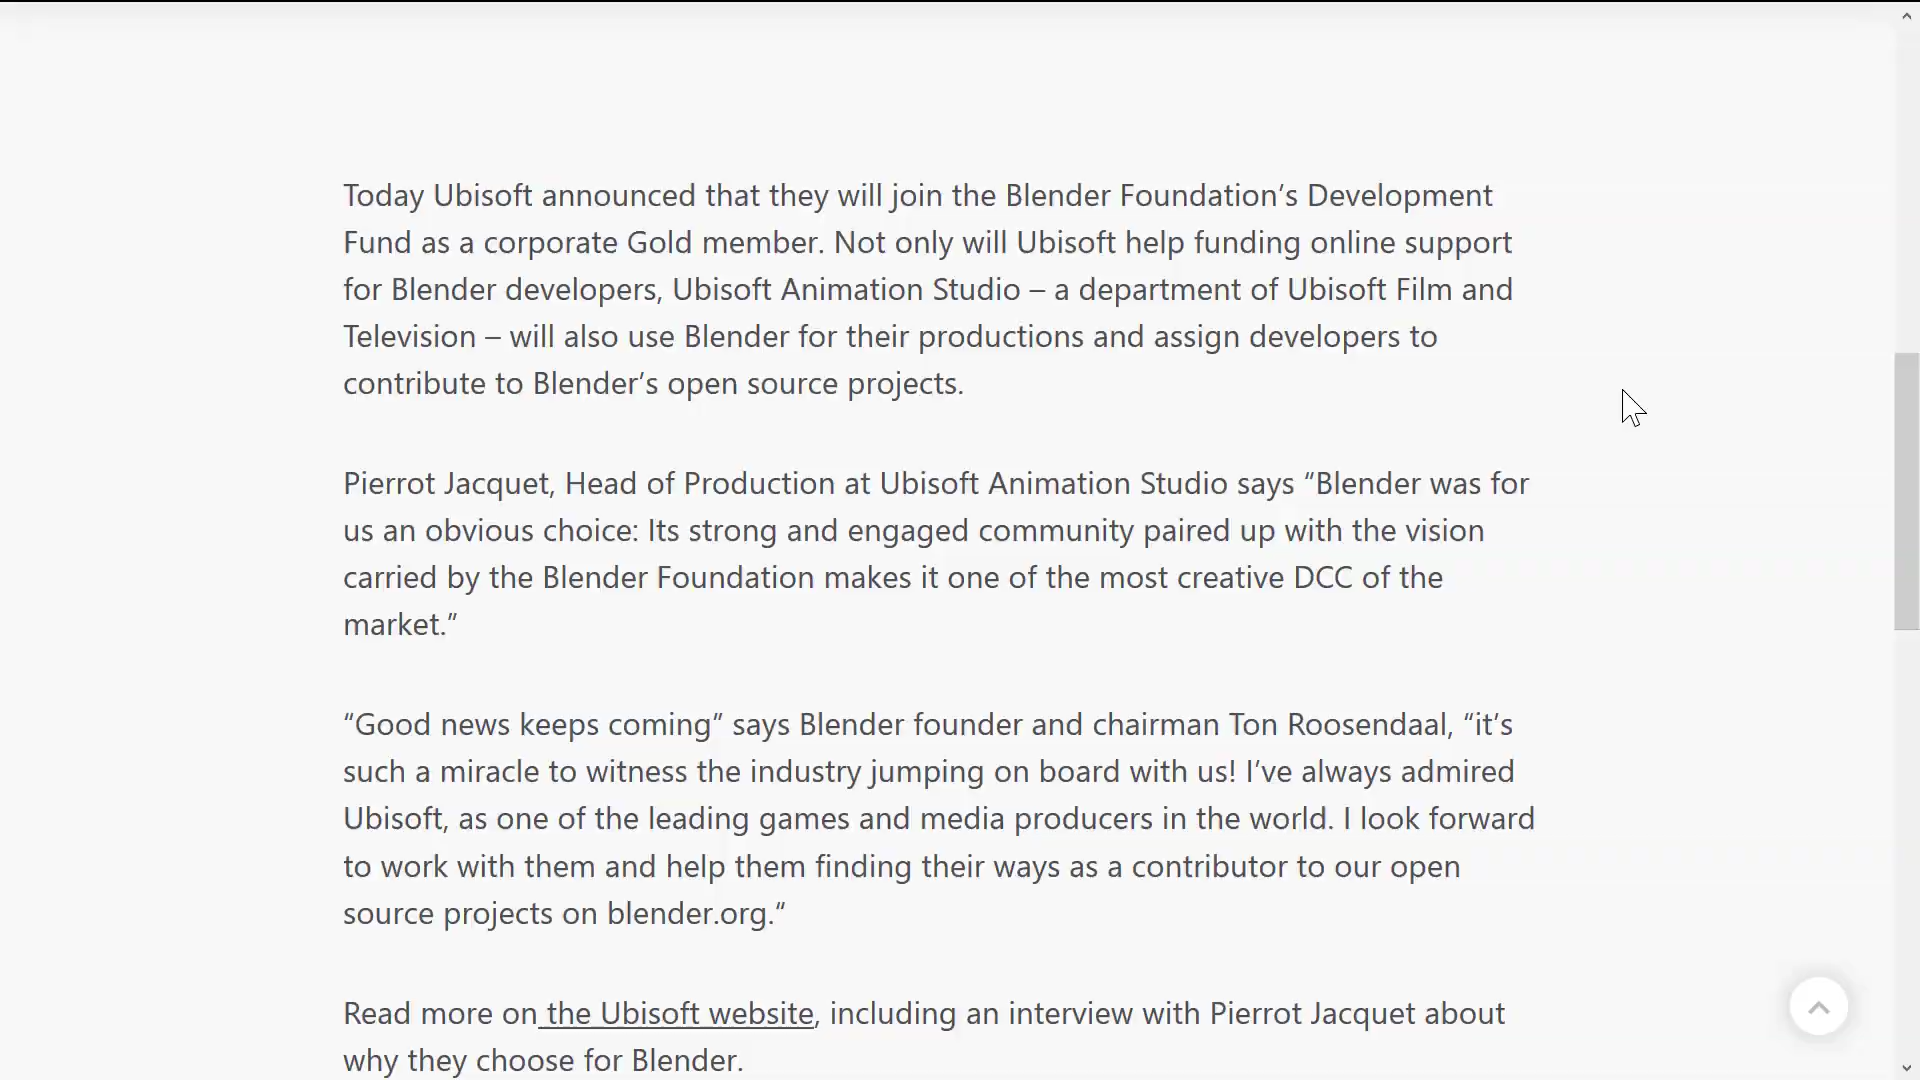 Today Ubisoft announced that they will join the Blender Foundation’s Development
Fund as a corporate Gold member. Not only will Ubisoft help funding online support
for Blender developers, Ubisoft Animation Studio – a department of Ubisoft Film and
Television – will also use Blender for their productions and assign developers to
contribute to Blender’s open source projects.
Pierrot Jacquet, Head of Production at Ubisoft Animation Studio says “Blender was for
us an obvious choice: Its strong and engaged community paired up with the vision
carried by the Blender Foundation makes it one of the most creative DCC of the
market.”
“Good news keeps coming” says Blender founder and chairman Ton Roosendaal, “it’s
such a miracle to witness the industry jumping on board with us! I’ve always admired
Ubisoft, as one of the leading games and media producers in the world. I look forward
to work with them and help them finding their ways as a contributor to our open
source projects on blender.org.“
Read more on the Ubisoft website, including an interview with Pierrot Jacquet about
why they choose for Blender.